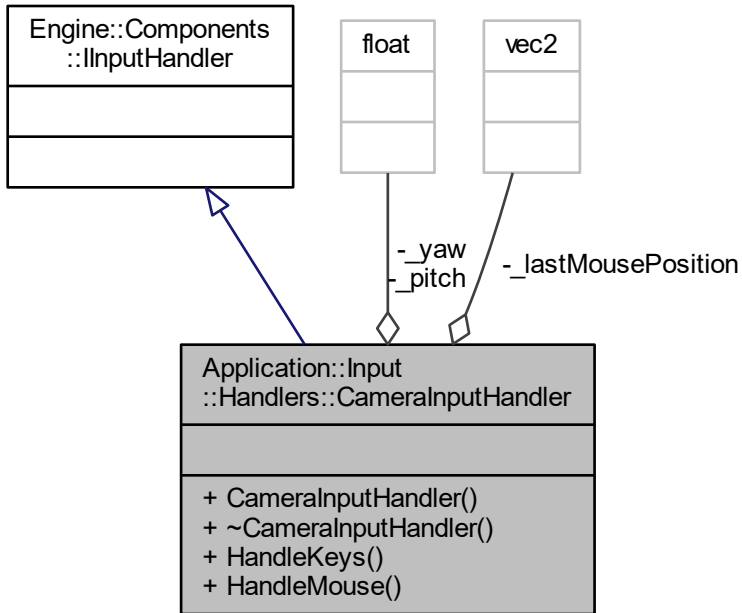 Engine::Components
::IInputHandler
float
vec2
-_yaw
-_pitch
-_lastMousePosition
Application::Input
::Handlers::CameraInputHandler
+ CameraInputHandler()
+ ~CameraInputHandler()
+ HandleKeys()
+ HandleMouse()